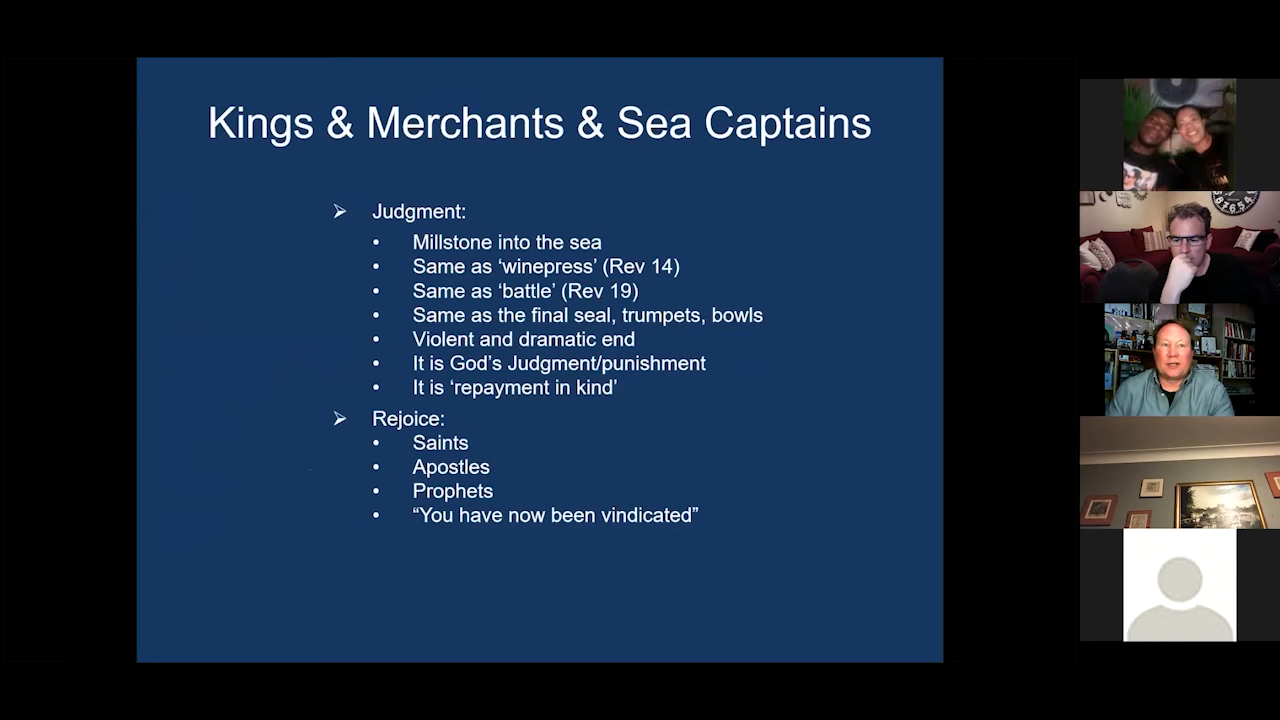 Kings & Merchants & Sea Captains
Judgment:
Millstone into the sea
Same as ‘winepress’ (Rev 14)
Same as ‘battle’ (Rev 19)
Same as the final seal, trumpets, bowls
Violent and dramatic end
It is God’s Judgment/punishment
It is ‘repayment in kind’
Rejoice:
Saints
Apostles
Prophets
“You have now been vindicated”